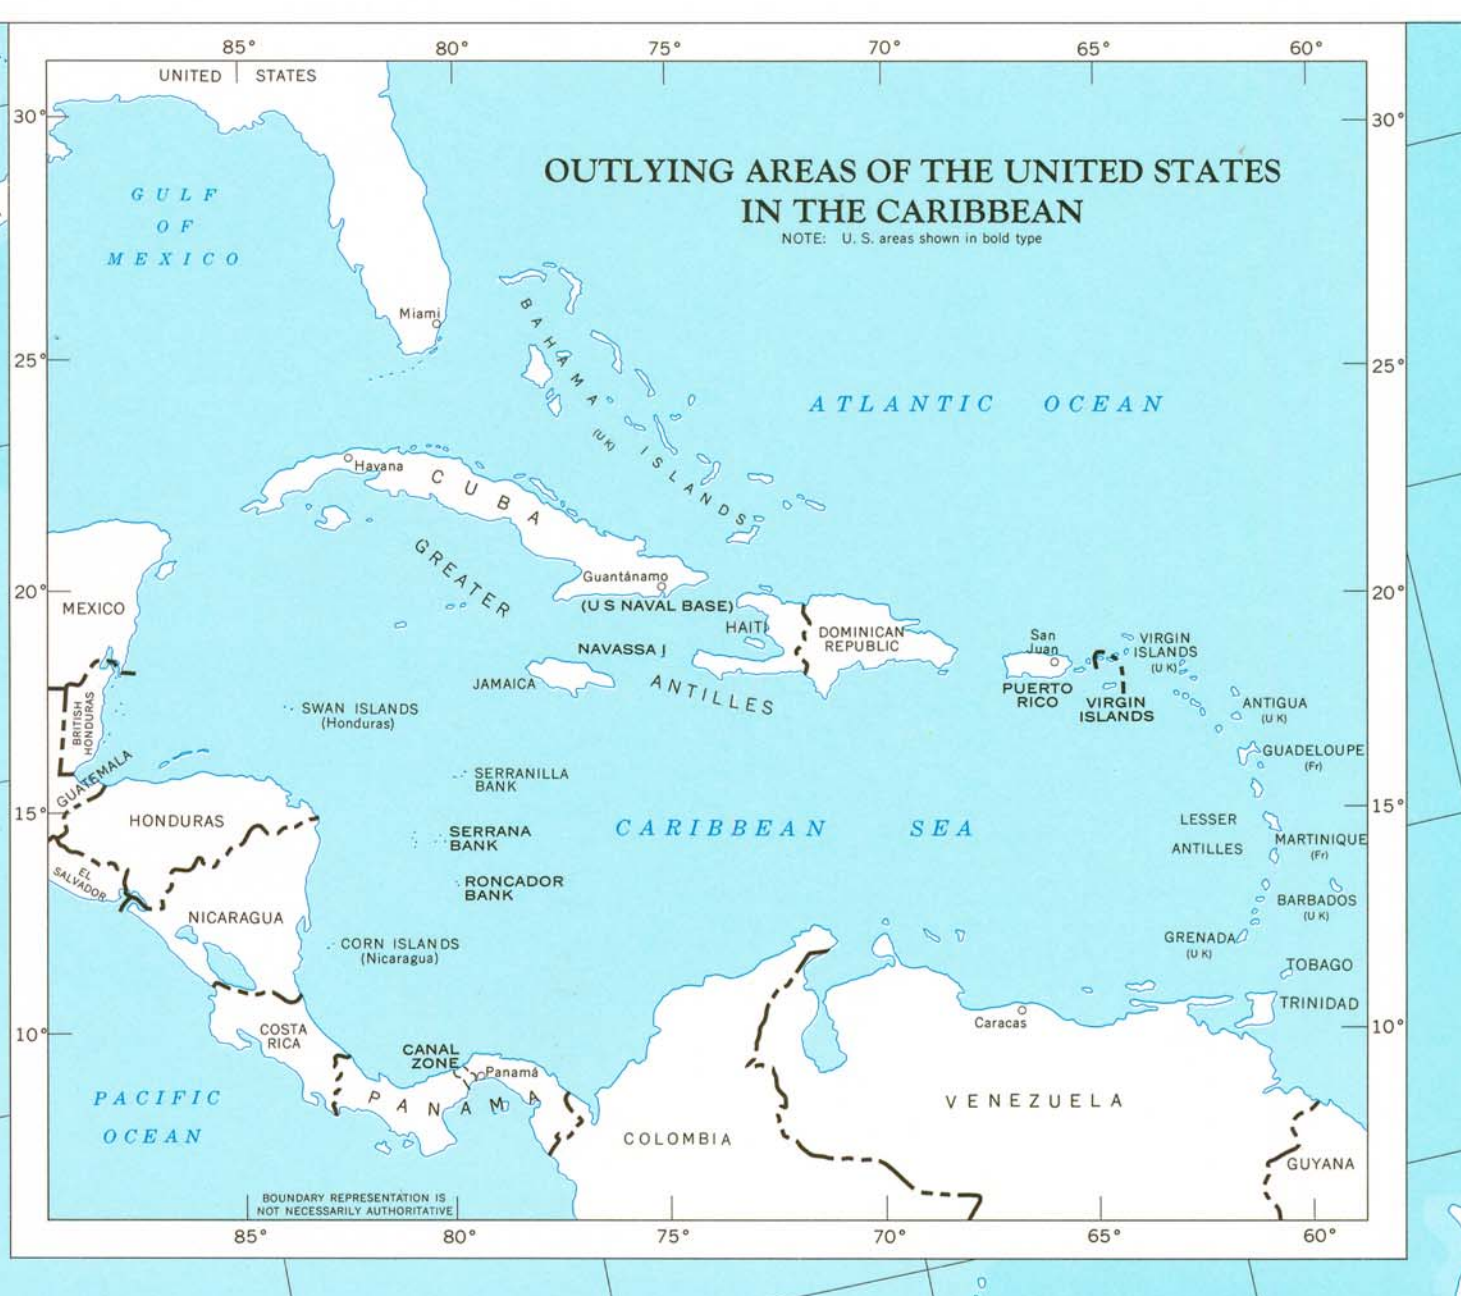 85° 80° 75° 70° 65° 60°
UNITED STATES
30° 30°
OUTLYING AREAS OF THE UNITED STATES
IN THE CARIBBEAN
NOTE: U. S. areas shown in bold type
GULF
OF
MEXICO
Miami
25° 25°
BAHAMA
(UK)
ISLANDS
ATLANTIC OCEAN
Havana
CUBA
GREATER
Guantánamo
(U S NAVAL BASE)
20° 20°
MEXICO
HAITI
DOMINICAN
REPUBLIC
NAVASSA I
JAMAICA
ANTILLES
San
Juan
PUERTO
RICO
VIRGIN
ISLANDS
(U K)
VIRGIN
ISLANDS
ANTIGUA
(U K)
BRITISH
HONDURAS
SWAN ISLANDS
(Honduras)
GUATEMALA
GUADELOUPE
(Fr)
SERRANILLA
BANK
15° 15°
HONDURAS
SERRANA
BANK
CARIBBEAN SEA
LESSER
ANTILLES
MARTINIQUE
(Fr)
EL
SALVADOR
RONCADOR
BANK
BARBADOS
(U K)
NICARAGUA
CORN ISLANDS
(Nicaragua)
GRENADA
(U K)
TOBAGO
TRINIDAD
COSTA
RICA
Caracas
10° 10°
CANAL
ZONE
Panamá
PANAMA
PACIFIC
OCEAN
VENEZUELA
COLOMBIA
GUYANA
BOUNDARY REPRESENTATION IS
NOT NECESSARILY AUTHORITATIVE
85° 80° 75° 70° 65° 60°